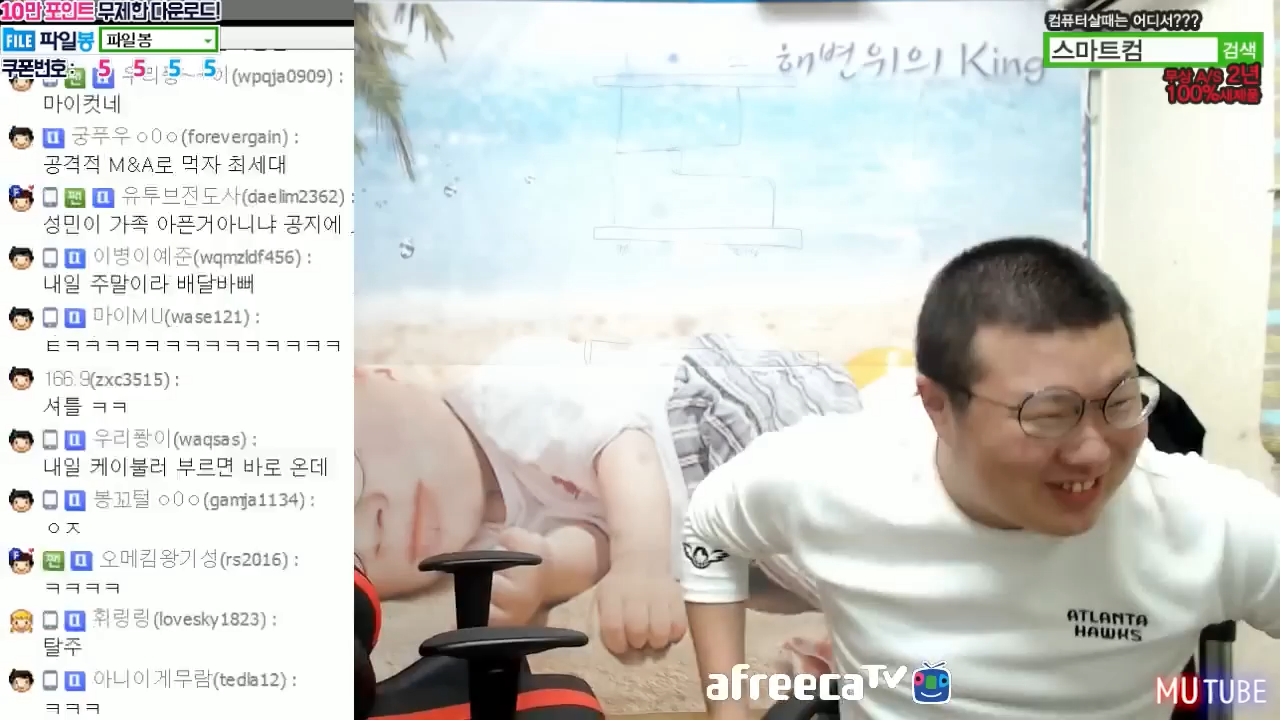 10만 포인트 무제한 다운로드!
FILE 파일봉 파일봉
쿠폰번호: 5 5 5 5
(wpqja0909) :
마이컷네
궁푸우 ㅇ0ㅇ(forevergain) :
공격적 M&A로 먹자 최세대
짼 유투브전도사(daelim2362) :
성민이 가족 아픈거아니냐 공지에
이병이예준(wqmzldf456) :
내일 주말이라 배달바빠
마이MU(wase121) :
ㅌㅋㅋㅋㅋㅋㅋㅋㅋㅋㅋㅋㅋㅋㅋ
166.9(zxc3515) :
셔틀 ㅋㅋ
우리퐝이(waqsas) :
내일 케이불러 부르면 바로 온데
봉꼬털 ㅇ0ㅇ(gamja1134) :
ㅇㅈ
짼 오메킴왕기성(rs2016) :
ㅋㅋㅋㅋ
휘링링(lovesky1823) :
탈주
아니이게무람(tedla12) :
ㅋㅋㅋ
해변위의 King
컴퓨터살때는 어디서???
스마트컴 검색
무상 A/S 2년
100%새제품
ATLANTA
HAWKS
afreecaTV
MUTUBE